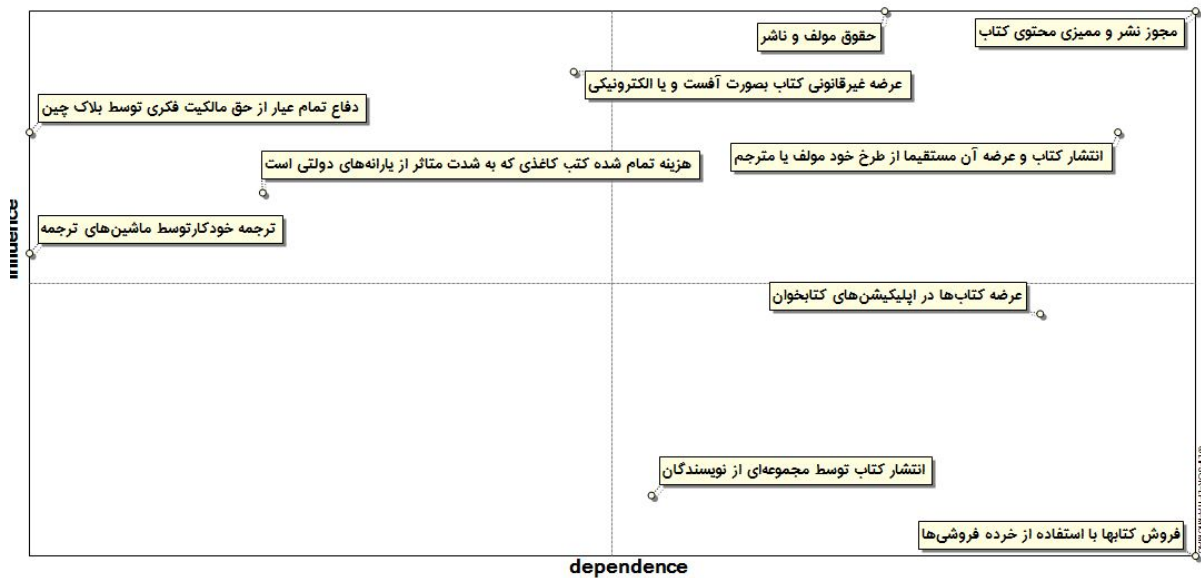 مجوز نشر و ممیزی محتوی کتاب
حقوق مولف و ناشر
عرضه غیرقانونی کتاب بصورت آفست و یا الکترونیکی
دفاع تمام عیار از حق مالکیت فکری توسط بلاک چین
انتشار کتاب و عرضه آن مستقیما از طرخ خود مولف یا مترجم
هزینه تمام شده کتب کاغذی که به شدت متاثر از یارانه‌های دولتی است
ترجمه خودکارتوسط ماشین‌های ترجمه
influence
عرضه کتاب‌ها در اپلیکیشن‌های کتابخوان
انتشار کتاب توسط مجموعه‌ای از نویسندگان
فروش کتابها با استفاده از خرده فروشی‌ها
dependence